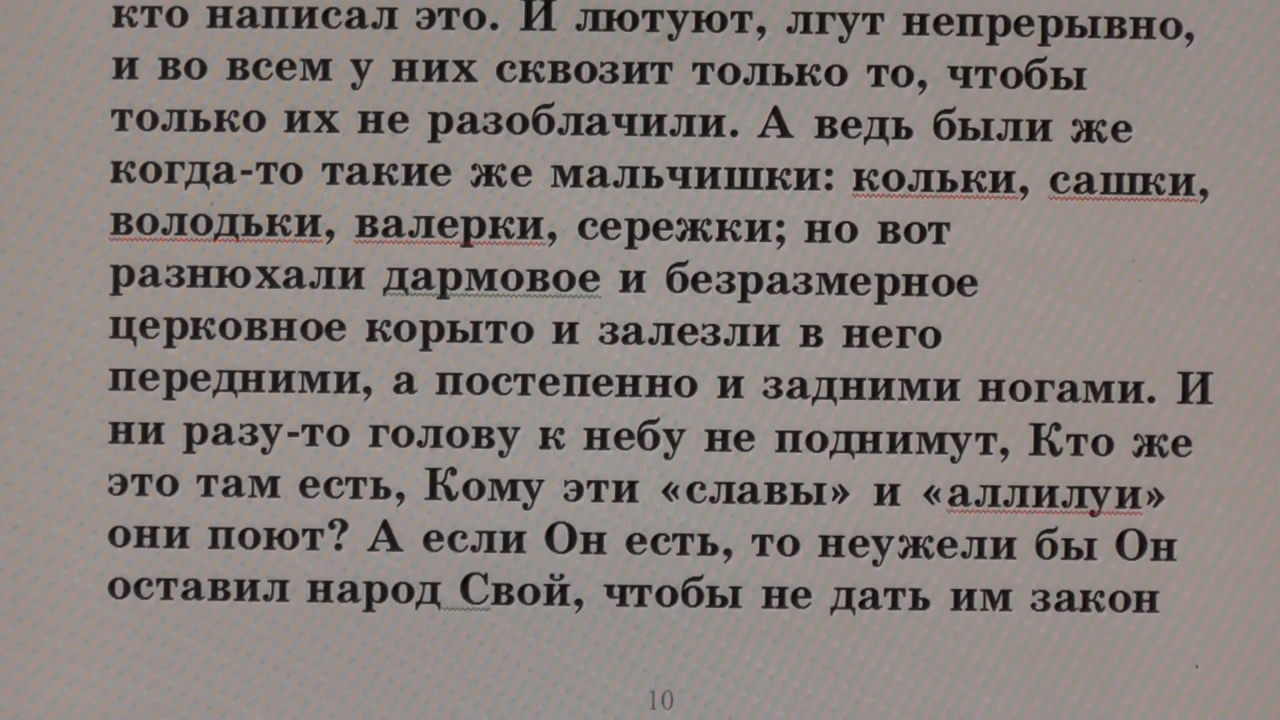 кто написал это. И лютуют, лгут непрерывно,
и во всем у них сквозит только то, чтобы
только их не разоблачили. А ведь были же
когда-то такие же мальчишки: кольки, сашки,
володьки, валерки, сережки; но вот
разнюхали дармовое и безразмерное
церковное корыто и залезли в него
передними, а постепенно и задними ногами. И
ни разу-то голову к небу не поднимут, Кто же
это там есть, Кому эти «славы» и «аллилуи»
они поют? А если Он есть, то неужели бы Он
оставил народ Свой, чтобы не дать им закон
10